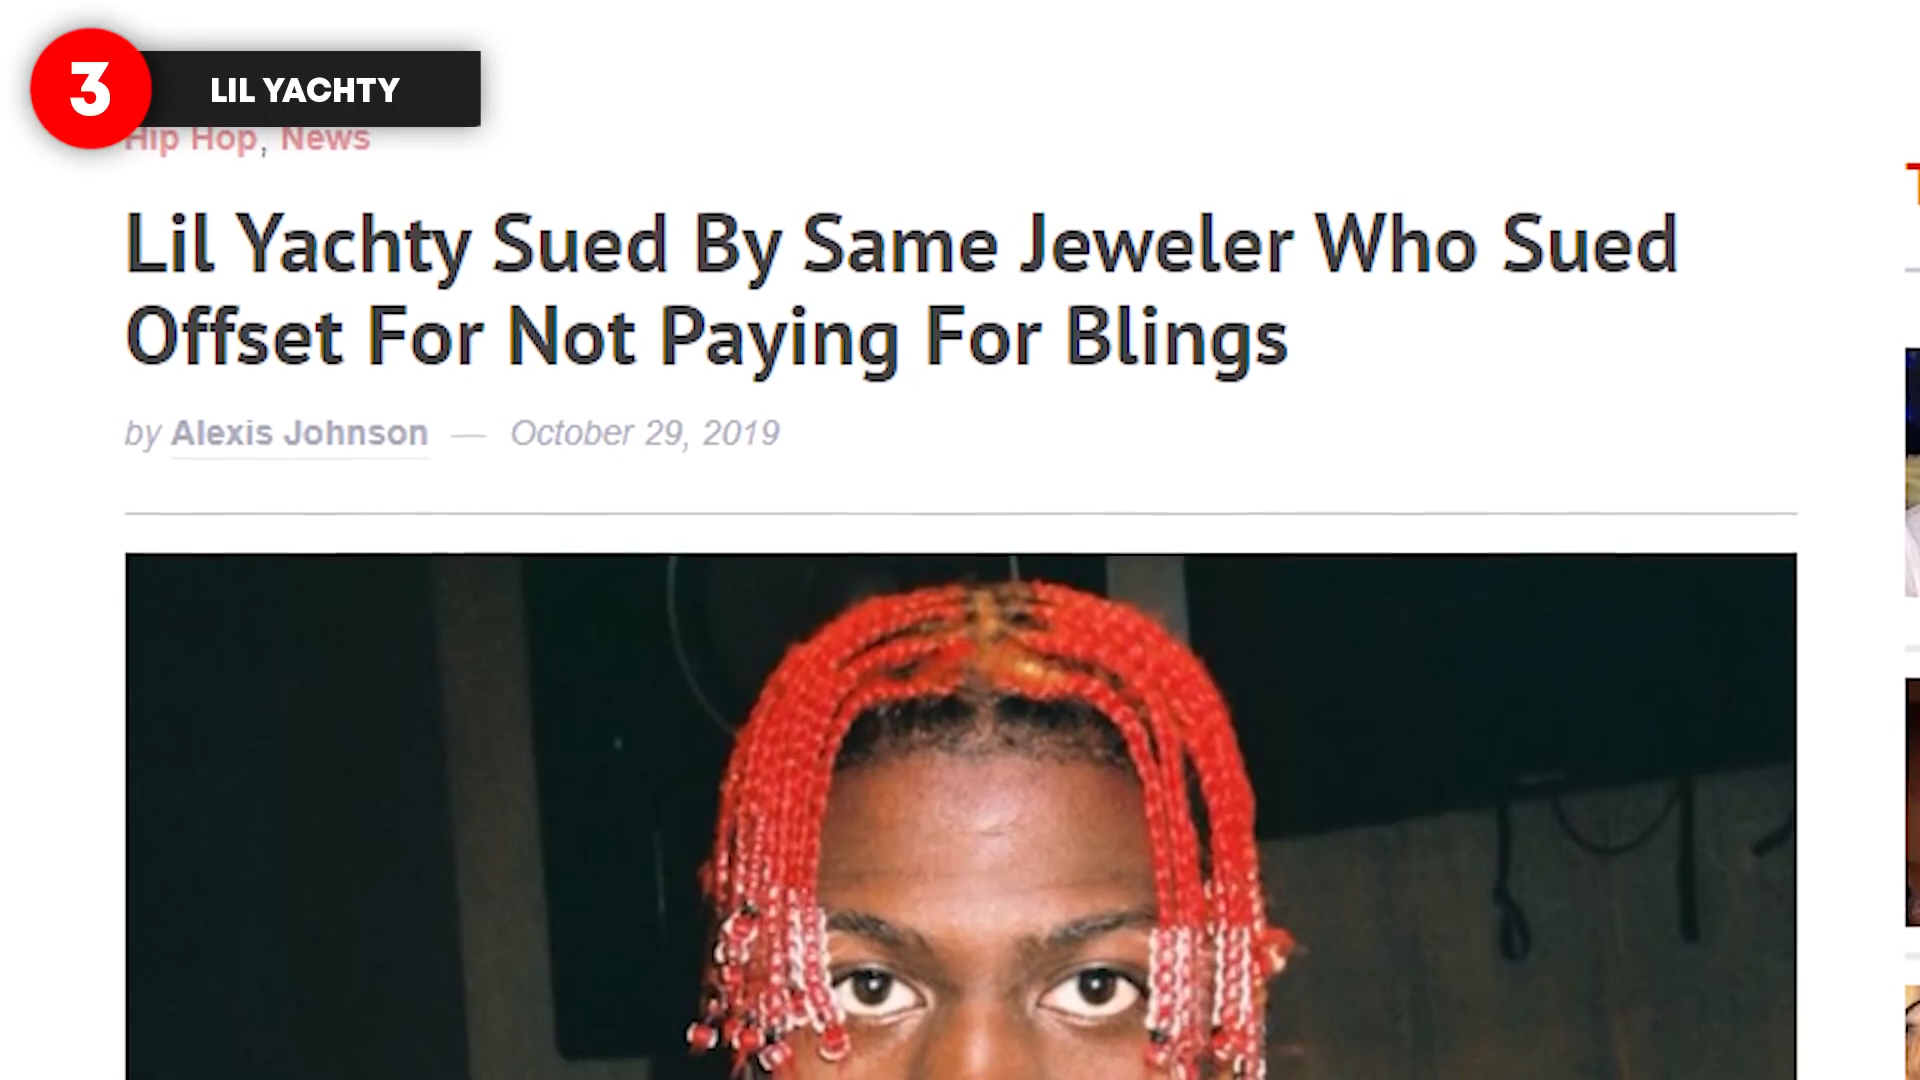 3
LIL YACHTY
Hip Hop, News
Lil Yachty Sued By Same Jeweler Who Sued
Offset For Not Paying For Blings
by Alexis Johnson — October 29, 2019